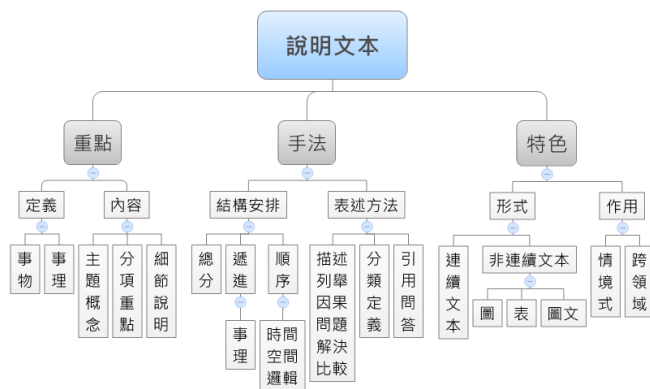 說明文本
重點
手法
特色
定義
內容
結構安排
表述方法
形式
作用
事物
事理
主題概念
分項重點
細節說明
總分
遞進
順序
描述
列舉
因果
問題
解決
比較
分類定義
引用問答
連續文本
非連續文本
情境式
跨領域
事理
時間
空間
邏輯
圖
表
圖文